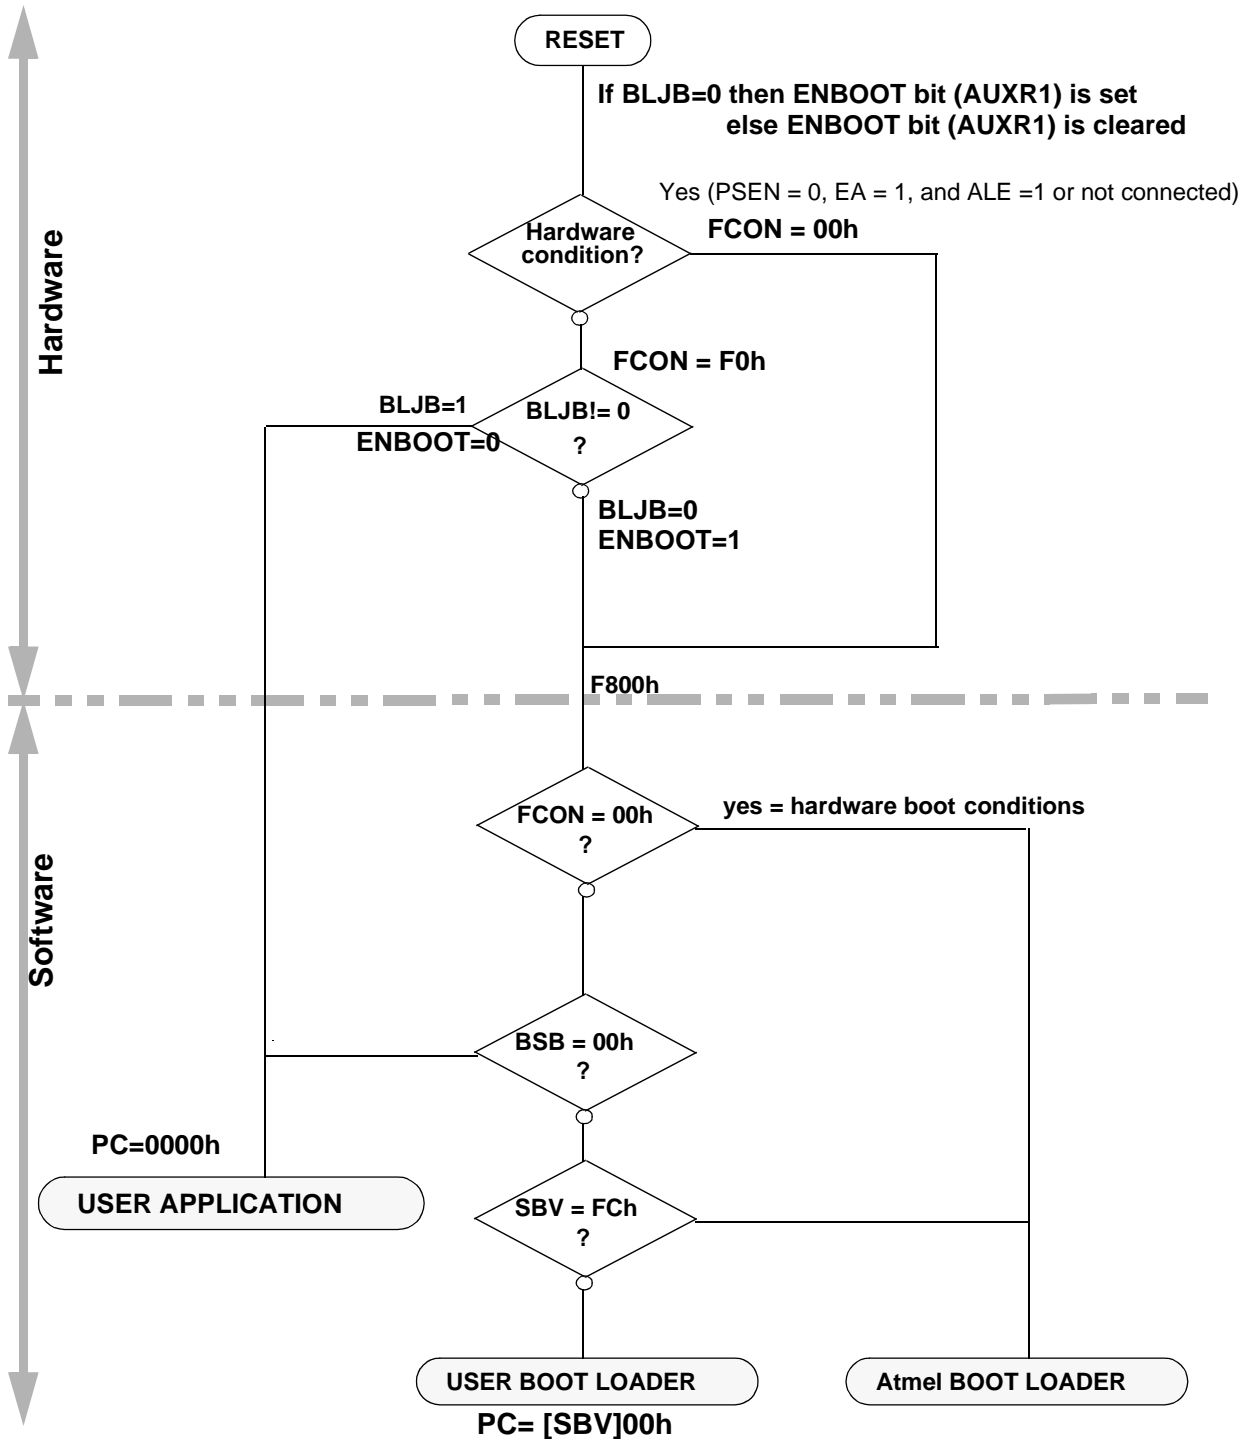 RESET
If BLJB=0 then ENBOOT bit (AUXR1) is set
else ENBOOT bit (AUXR1) is cleared
Yes (PSEN = 0, EA = 1, and ALE =1 or not connected)
FCON = 00h
Hardware
condition?
Hardware
FCON = F0h
BLJB=1
ENBOOT=0
BLJB!= 0
?
BLJB=0
ENBOOT=1
F800h
FCON = 00h
?
yes = hardware boot conditions
Software
BSB = 00h
?
PC=0000h
USER APPLICATION
SBV = FCh
?
USER BOOT LOADER
PC= [SBV]00h
Atmel BOOT LOADER